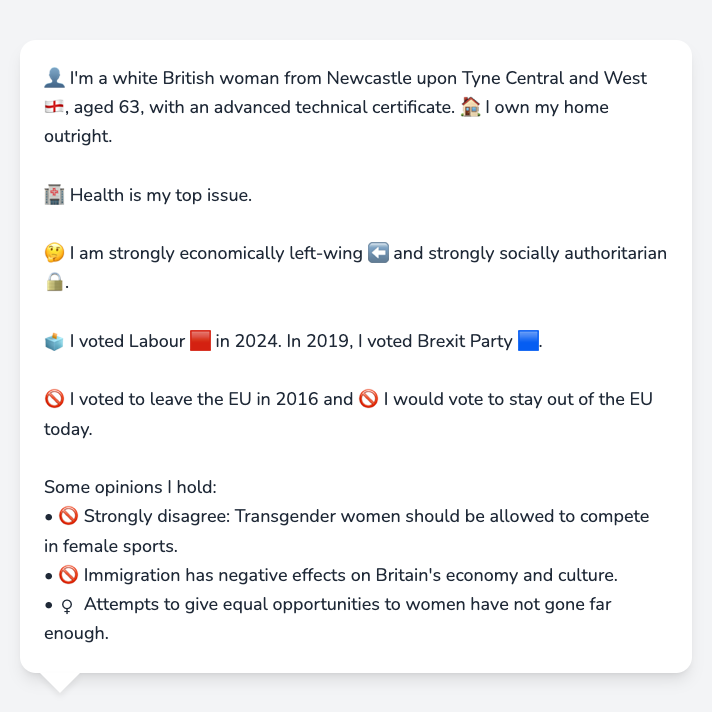 👤 I'm a white British woman from Newcastle upon Tyne Central and West
🏴󠁧󠁢󠁥󠁮󠁧󠁿, aged 63, with an advanced technical certificate. 🏠 I own my home
outright.
🏥 Health is my top issue.
🤔 I am strongly economically left-wing ⬅️ and strongly socially authoritarian
🔒.
🗳️ I voted Labour 🟥 in 2024. In 2019, I voted Brexit Party 🟦.
🚫 I voted to leave the EU in 2016 and 🚫 I would vote to stay out of the EU
today.
Some opinions I hold:
• 🚫 Strongly disagree: Transgender women should be allowed to compete
in female sports.
• 🚫 Immigration has negative effects on Britain's economy and culture.
• ♀ Attempts to give equal opportunities to women have not gone far
enough.